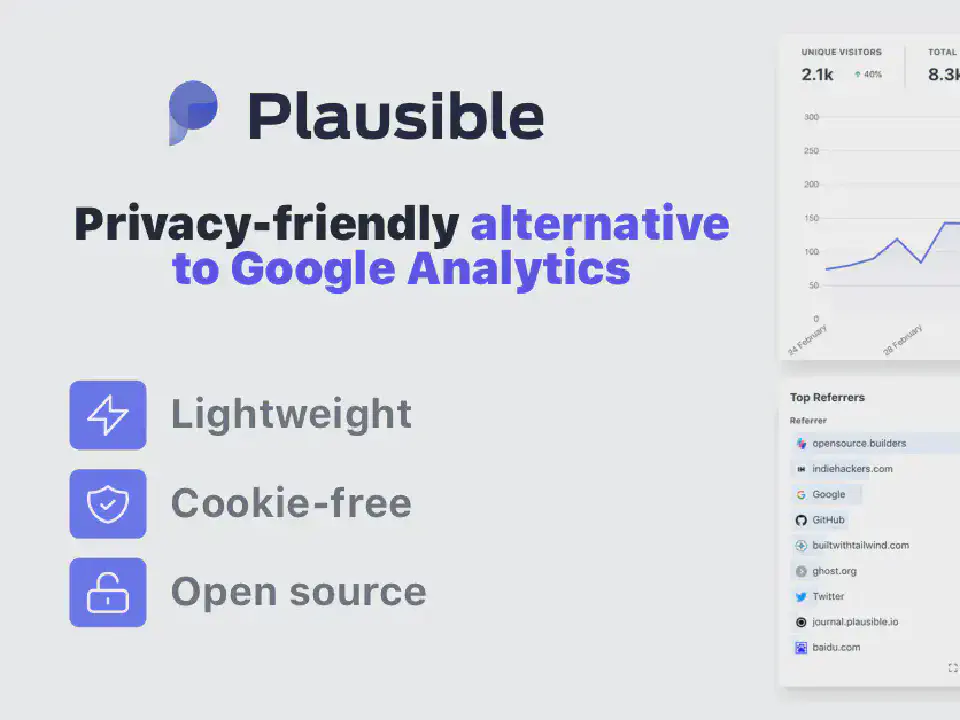 Plausible
Privacy-friendly alternative
to Google Analytics
Lightweight
Cookie-free
Open source
UNIQUE VISITORS
TOTAL
2.1k
40%
8.3k
300
250
200
150
100
50
0
24 February
28 February
Top Referrers
Referrer
opensource.builders
indiehackers.com
Google
GitHub
builtwithtailwind.com
ghost.org
Twitter
journal.plausible.io
baidu.com